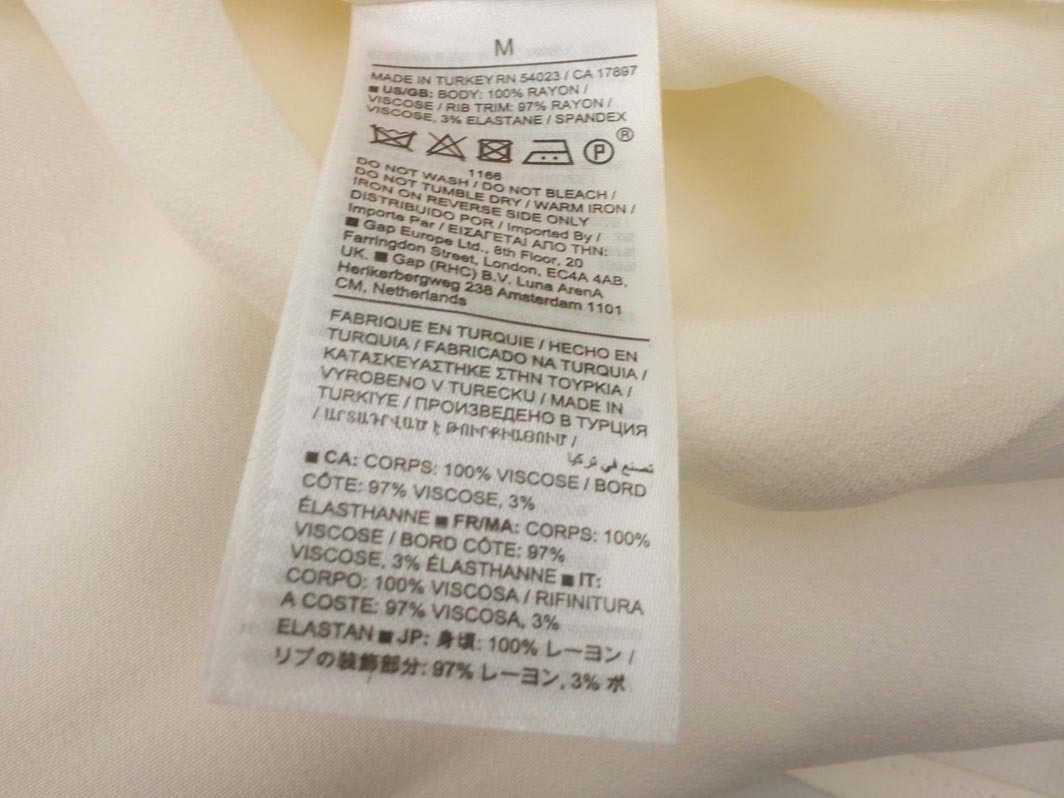 M
MADE IN TURKEY RN 54023 / CA 17897
■ US/GB: BODY: 100% RAYON /
VISCOSE / RIB TRIM: 97% RAYON /
VISCOSE, 3% ELASTANE / SPANDEX
P ®
1166
DO NOT WASH / DO NOT BLEACH /
DO NOT TUMBLE DRY / WARM IRON /
IRON ON REVERSE SIDE ONLY
DISTRIBUIDO POR / Imported By /
Importe Par / ΕΙΣΑΓΕΤΑΙ ΑΠΟ ΤΗΝ:
■ Gap Europe Ltd., 8th Floor, 20
Farringdon Street, London, EC4A 4AB,
UK. ■ Gap (RHC) B.V. Luna ArenA
Herikerbergweg 238 Amsterdam 1101
CM, Netherlands
FABRIQUE EN TURQUIE / HECHO EN
TURQUIA / FABRICADO NA TURQUIA /
ΚΑΤΑΣΚΕΥΑΣΤΗΚΕ ΣΤΗΝ ΤΟΥΡΚΙΑ /
VYROBENO V TURECKU / MADE IN
TURKIYE / ПРОИЗВЕДЕНО В ТУРЦИЯ
/ ԱՐՏԱԴՐՎԱԾ Է ԹՈՒՐՔԻԱՅՈՒՄ /
تصنع في تركيا
■ CA: CORPS: 100% VISCOSE / BORD
CÔTE: 97% VISCOSE, 3%
ÉLASTHANNE ■ FR/MA: CORPS: 100%
VISCOSE / BORD CÔTE: 97%
VISCOSE, 3% ÉLASTHANNE ■ IT:
CORPO: 100% VISCOSA / RIFINITURA
A COSTE: 97% VISCOSA, 3%
ELASTAN ■ JP: 身頃: 100% レーヨン /
リブの装飾部分: 97% レーヨン, 3% ポ